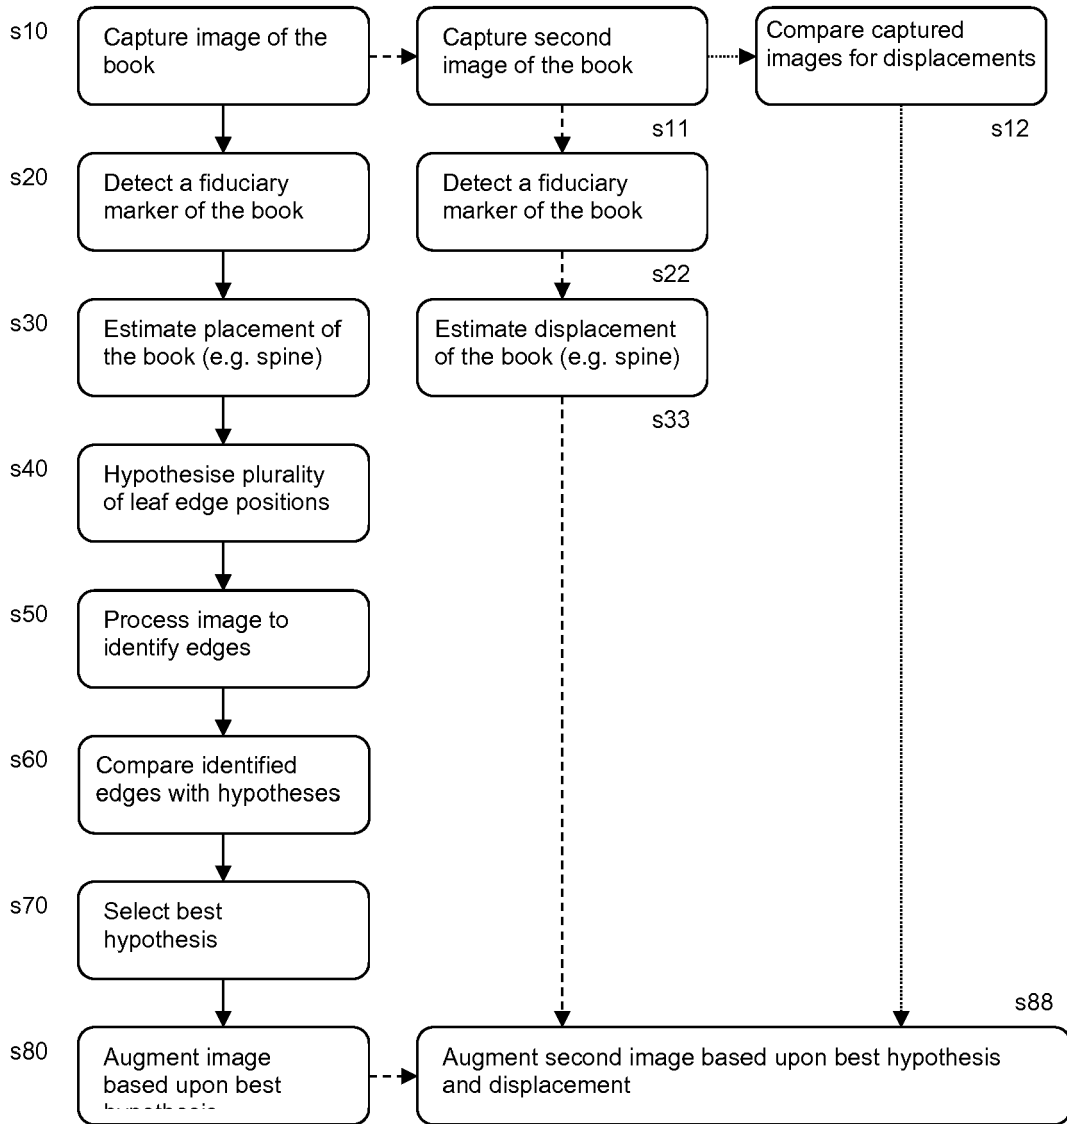 s10
Capture image of the
book
Capture second
image of the book
Compare captured
images for displacements
s11
s12
s20
Detect a fiduciary
marker of the book
Detect a fiduciary
marker of the book
s22
s30
Estimate placement of
the book (e.g. spine)
Estimate displacement
of the book (e.g. spine)
s33
s40
Hypothesise plurality
of leaf edge positions
s50
Process image to
identify edges
s60
Compare identified
edges with hypotheses
s70
Select best
hypothesis
s88
s80
Augment image
based upon best
hypothesis
Augment second image based upon best hypothesis
and displacement